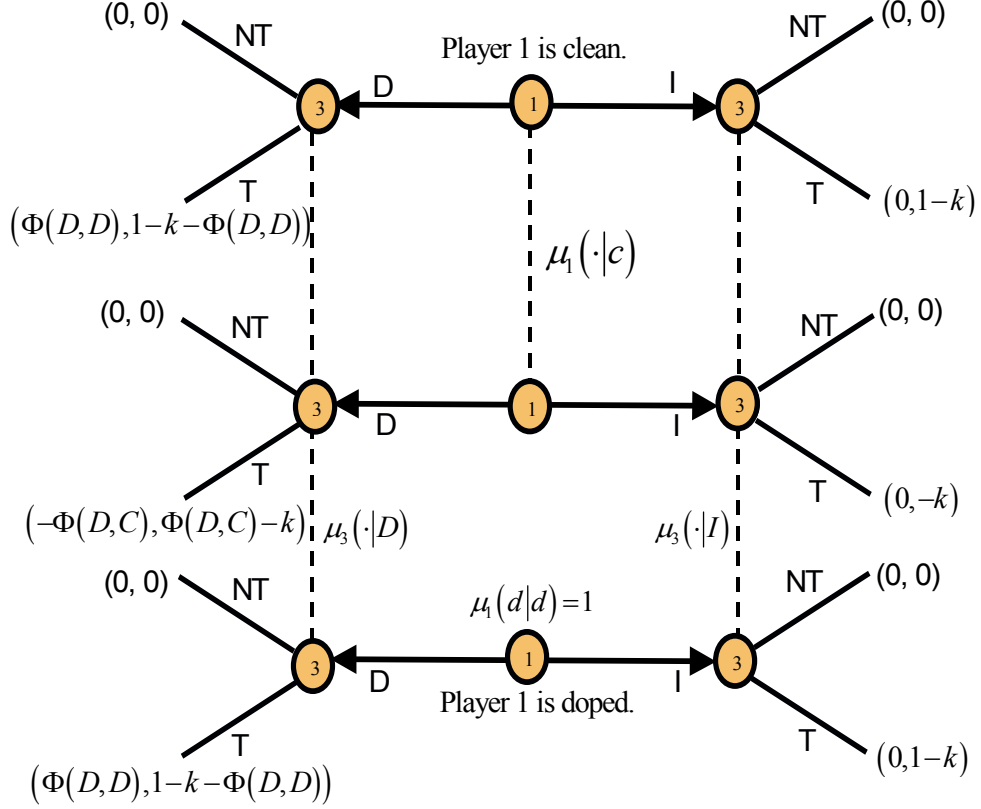 (0, 0) NT Player 1 is clean. NT (0, 0)
3 D 1 I 3
T T
(Φ(D,D),1−k−Φ(D,D)) (0,1−k)
μ₁(·|c)
(0, 0) NT NT (0, 0)
3 D 1 I 3
T T
(−Φ(D,C),Φ(D,C)−k) μ₃(·|D) μ₃(·|I) (0,−k)
(0, 0) NT μ₁(d|d)=1 NT (0, 0)
3 D 1 I 3
T Player 1 is doped. T
(Φ(D,D),1−k−Φ(D,D)) (0,1−k)